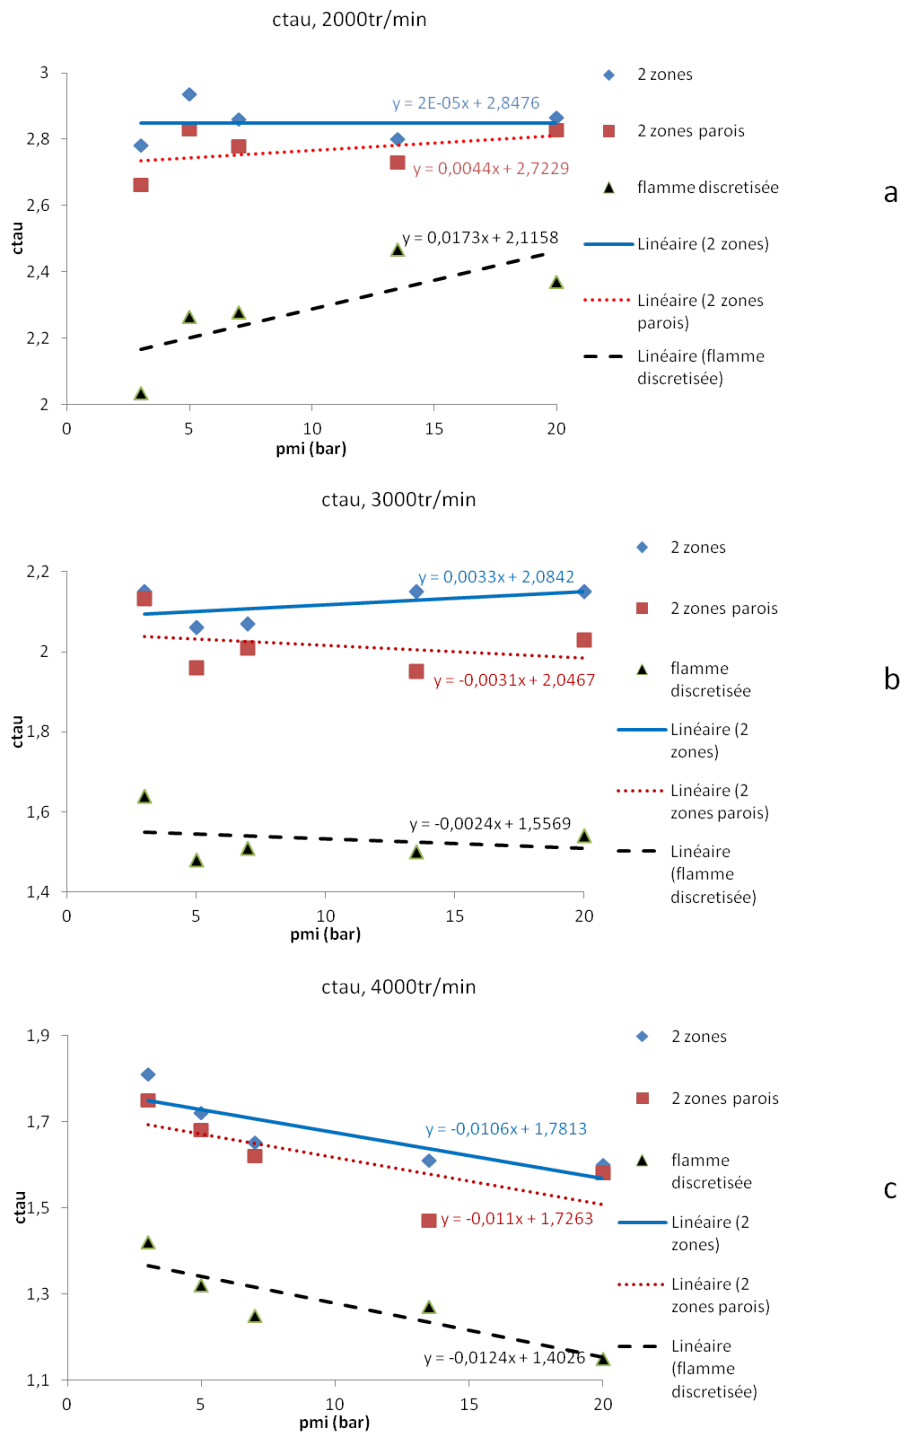 ctau, 2000tr/min
3
2,8
2,6
2,4
2,2
2
ctau
0
5
10
15
20
pmi (bar)
y = 2E-05x + 2,8476
y = 0,0044x + 2,7229
y = 0,0173x + 2,1158
2 zones
2 zones parois
flamme discretisée
Linéaire (2 zones)
Linéaire (2 zones
parois)
Linéaire (flamme
discretisée)
a
ctau, 3000tr/min
2,2
2
1,8
1,6
1,4
ctau
0
5
10
15
20
pmi (bar)
y = 0,0033x + 2,0842
y = -0,0031x + 2,0467
y = -0,0024x + 1,5569
2 zones
2 zones parois
flamme
discretisée
Linéaire (2
zones)
Linéaire (2
zones parois)
Linéaire
(flamme
discretisée)
b
ctau, 4000tr/min
1,9
1,7
1,5
1,3
1,1
ctau
0
5
10
15
20
pmi (bar)
y = -0,0106x + 1,7813
y = -0,011x + 1,7263
y = -0,0124x + 1,4026
2 zones
2 zones parois
flamme
discretisée
Linéaire (2
zones)
Linéaire (2
zones parois)
Linéaire
(flamme
discretisée)
c